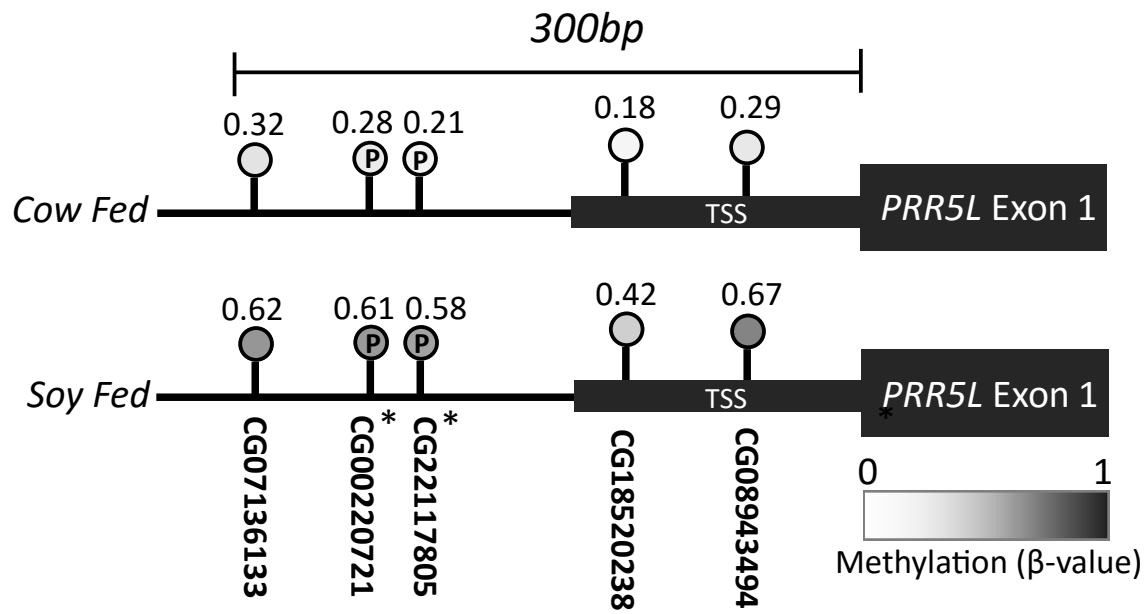 300bp
0.32 0.28 0.21 0.18 0.29
P P
Cow Fed TSS PRR5L Exon 1
0.62 0.61 0.58 0.42 0.67
P P
Soy Fed TSS PRR5L Exon 1
* * *
CG07136133
CG00220721
CG22117805
CG18520238
CG08943494
0 1
Methylation (β-value)